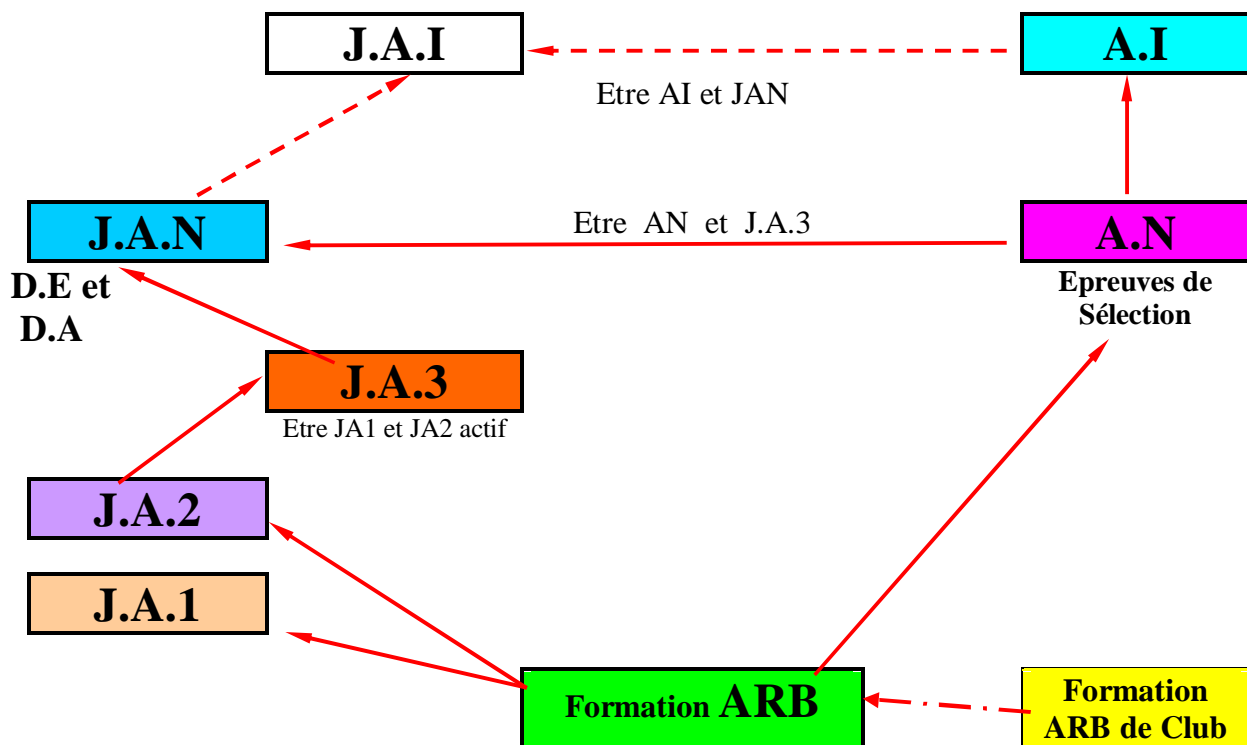 J.A.I
A.I
Etre AI et JAN
J.A.N
Etre AN et J.A.3
A.N
D.E et
D.A
Epreuves de
Sélection
J.A.3
Etre JA1 et JA2 actif
J.A.2
J.A.1
Formation ARB
Formation
ARB de Club